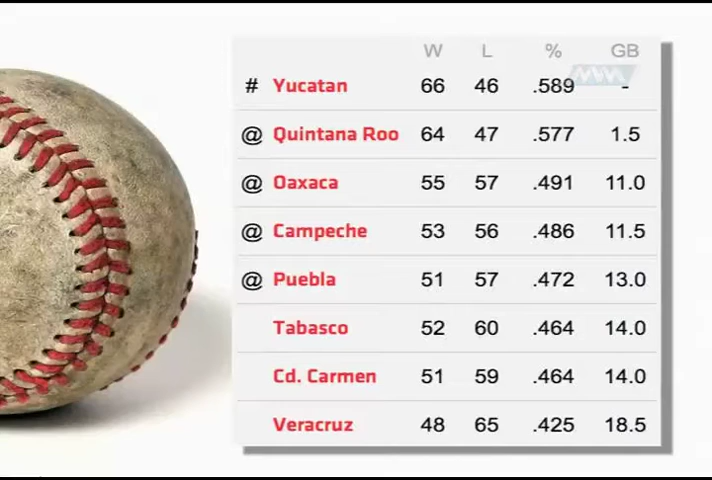 W L % GB
# Yucatan 66 46 .589 -
@ Quintana Roo 64 47 .577 1.5
@ Oaxaca 55 57 .491 11.0
@ Campeche 53 56 .486 11.5
@ Puebla 51 57 .472 13.0
Tabasco 52 60 .464 14.0
Cd. Carmen 51 59 .464 14.0
Veracruz 48 65 .425 18.5